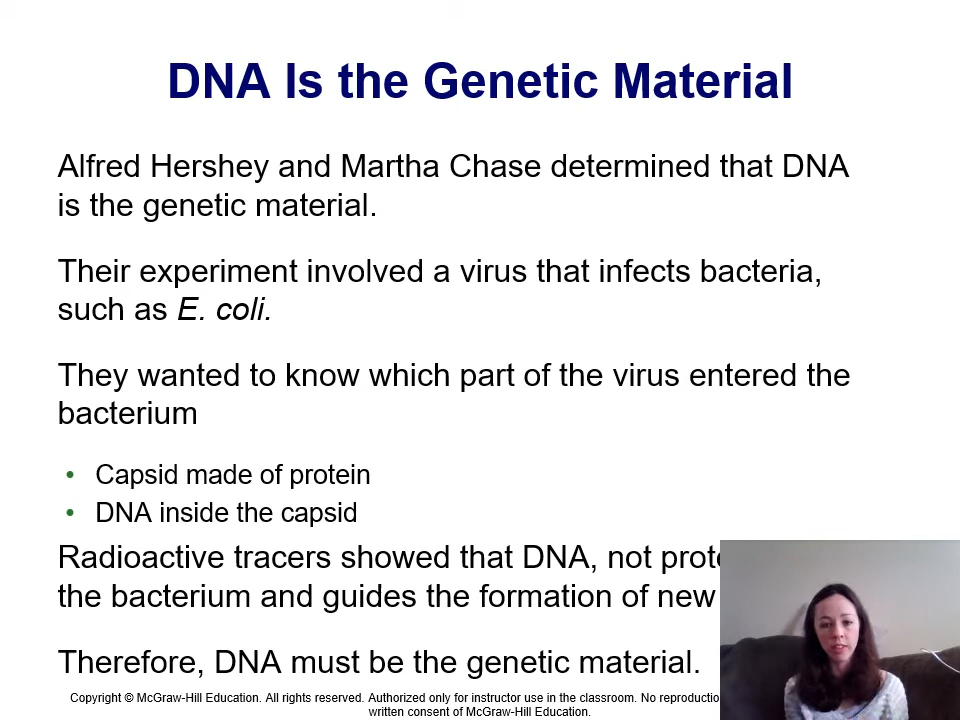 DNA Is the Genetic Material
Alfred Hershey and Martha Chase determined that DNA
is the genetic material.
Their experiment involved a virus that infects bacteria,
such as E. coli.
They wanted to know which part of the virus entered the
bacterium
• Capsid made of protein
• DNA inside the capsid
Radioactive tracers showed that DNA, not
the bacterium and guides the formation of new
Therefore, DNA must be the genetic material.
Copyright © McGraw-Hill Education. All rights reserved. Authorized only for instructor use in the classroom. No
written consent of McGraw-Hill Education.